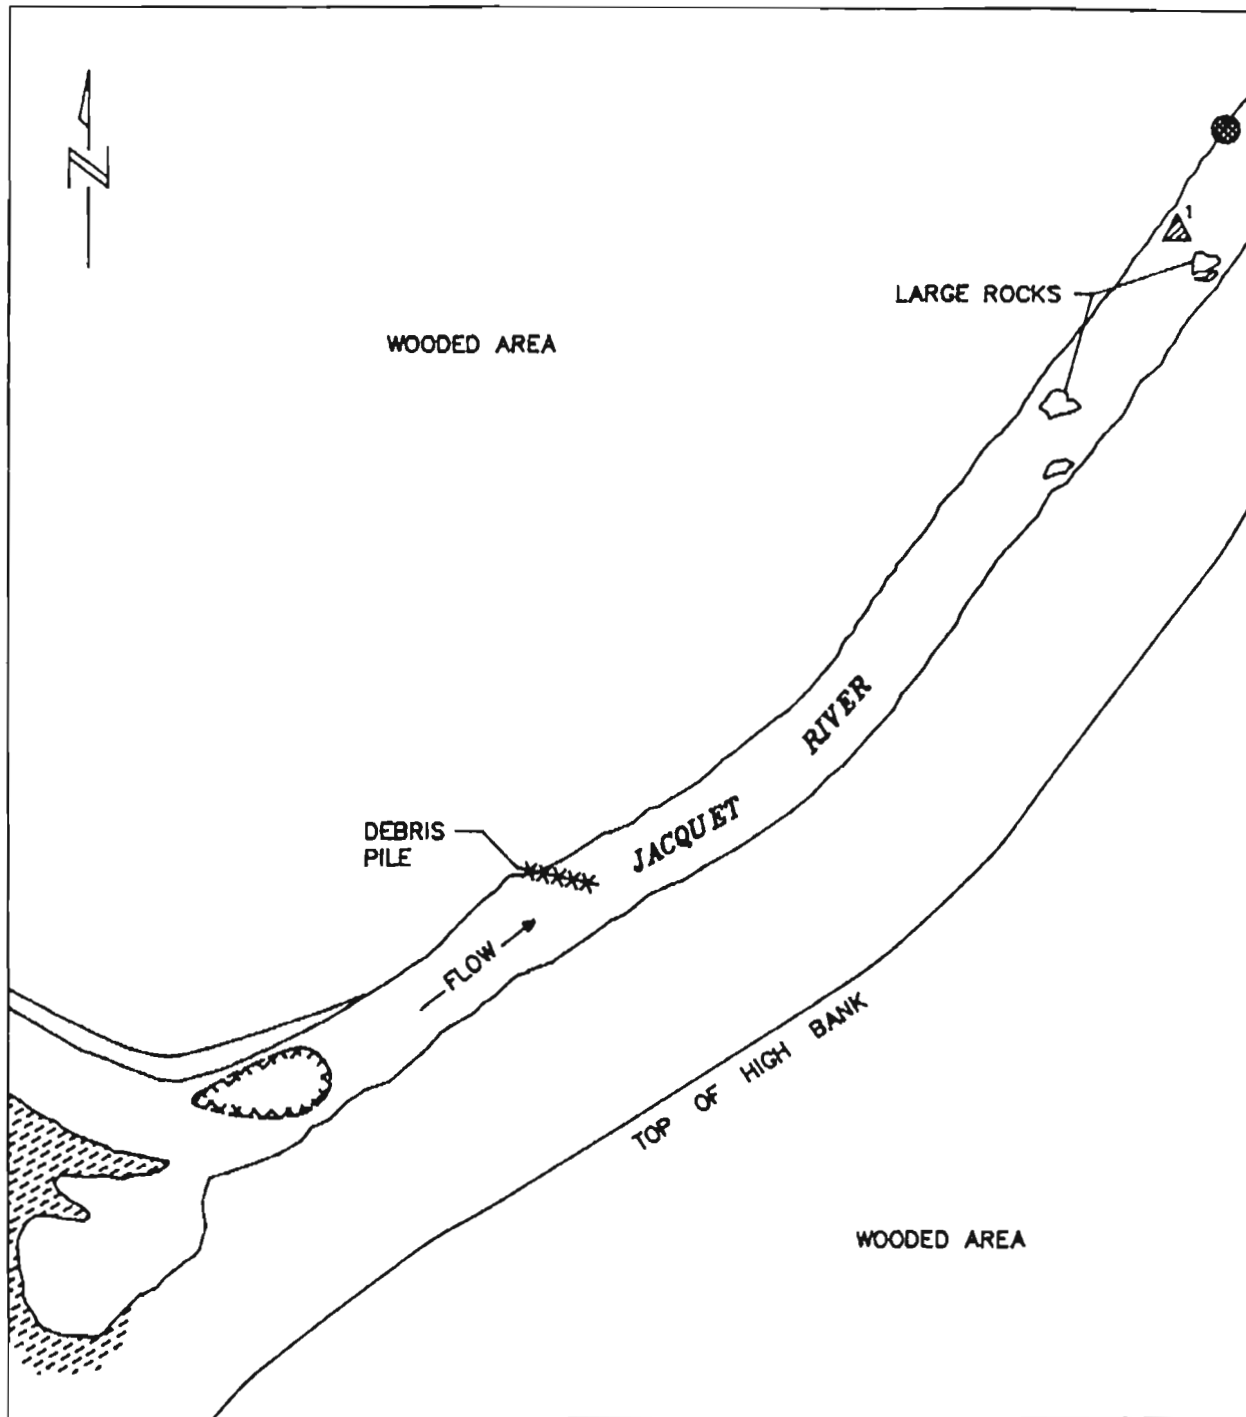 N
1
LARGE ROCKS
WOODED AREA
JACQUET RIVER
DEBRIS
PILE
FLOW
TOP OF HIGH BANK
WOODED AREA